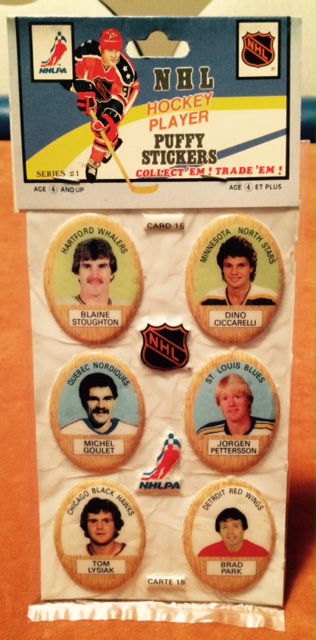 NHLPA
NHL
NHL
HOCKEY
PLAYER
PUFFY
STICKERS
COLLECT 'EM! TRADE 'EM!
SERIES #1
AGE 4 AND UP
AGE 4 ET PLUS
CARD 16
HARTFORD WHALERS
BLAINE
STOUGHTON
MINNESOTA NORTH STARS
DINO
CICCARELLI
NHL
QUEBEC NORDIQUES
MICHEL
GOULET
ST. LOUIS BLUES
JORGEN
PETTERSSON
NHLPA
CHICAGO BLACK HAWKS
TOM
LYSIAK
DETROIT RED WINGS
BRAD
PARK
CARTE 16